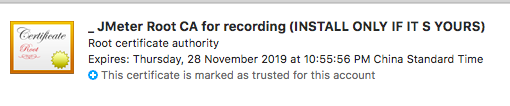 Certificate
Root
_ JMeter Root CA for recording (INSTALL ONLY IF IT S YOURS)
Root certificate authority
Expires: Thursday, 28 November 2019 at 10:55:56 PM China Standard Time
This certificate is marked as trusted for this account